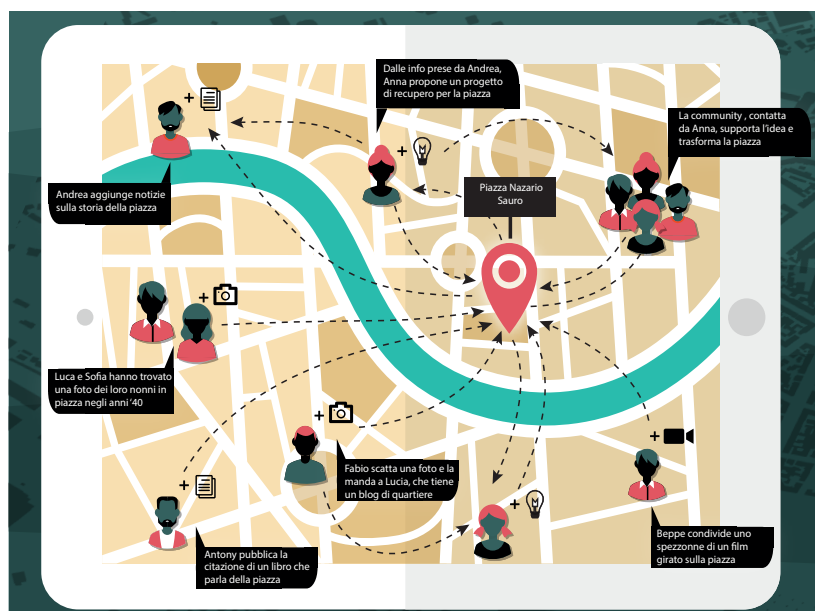 Dalle info prese da Andrea,
Anna propone un progetto
di recupero per la piazza
La community , contatta
da Anna, supporta l'idea e
trasforma la piazza
Piazza Nazario
Sauro
Andrea aggiunge notizie
sulla storia della piazza
Luca e Sofia hanno trovato
una foto dei loro nonni in
piazza negli anni '40
Fabio scatta una foto e la
manda a Lucia, che tiene
un blog di quartiere
Antony pubblica la
citazione di un libro che
parla della piazza
Beppe condivide uno
spezzonne di un film
girato sulla piazza